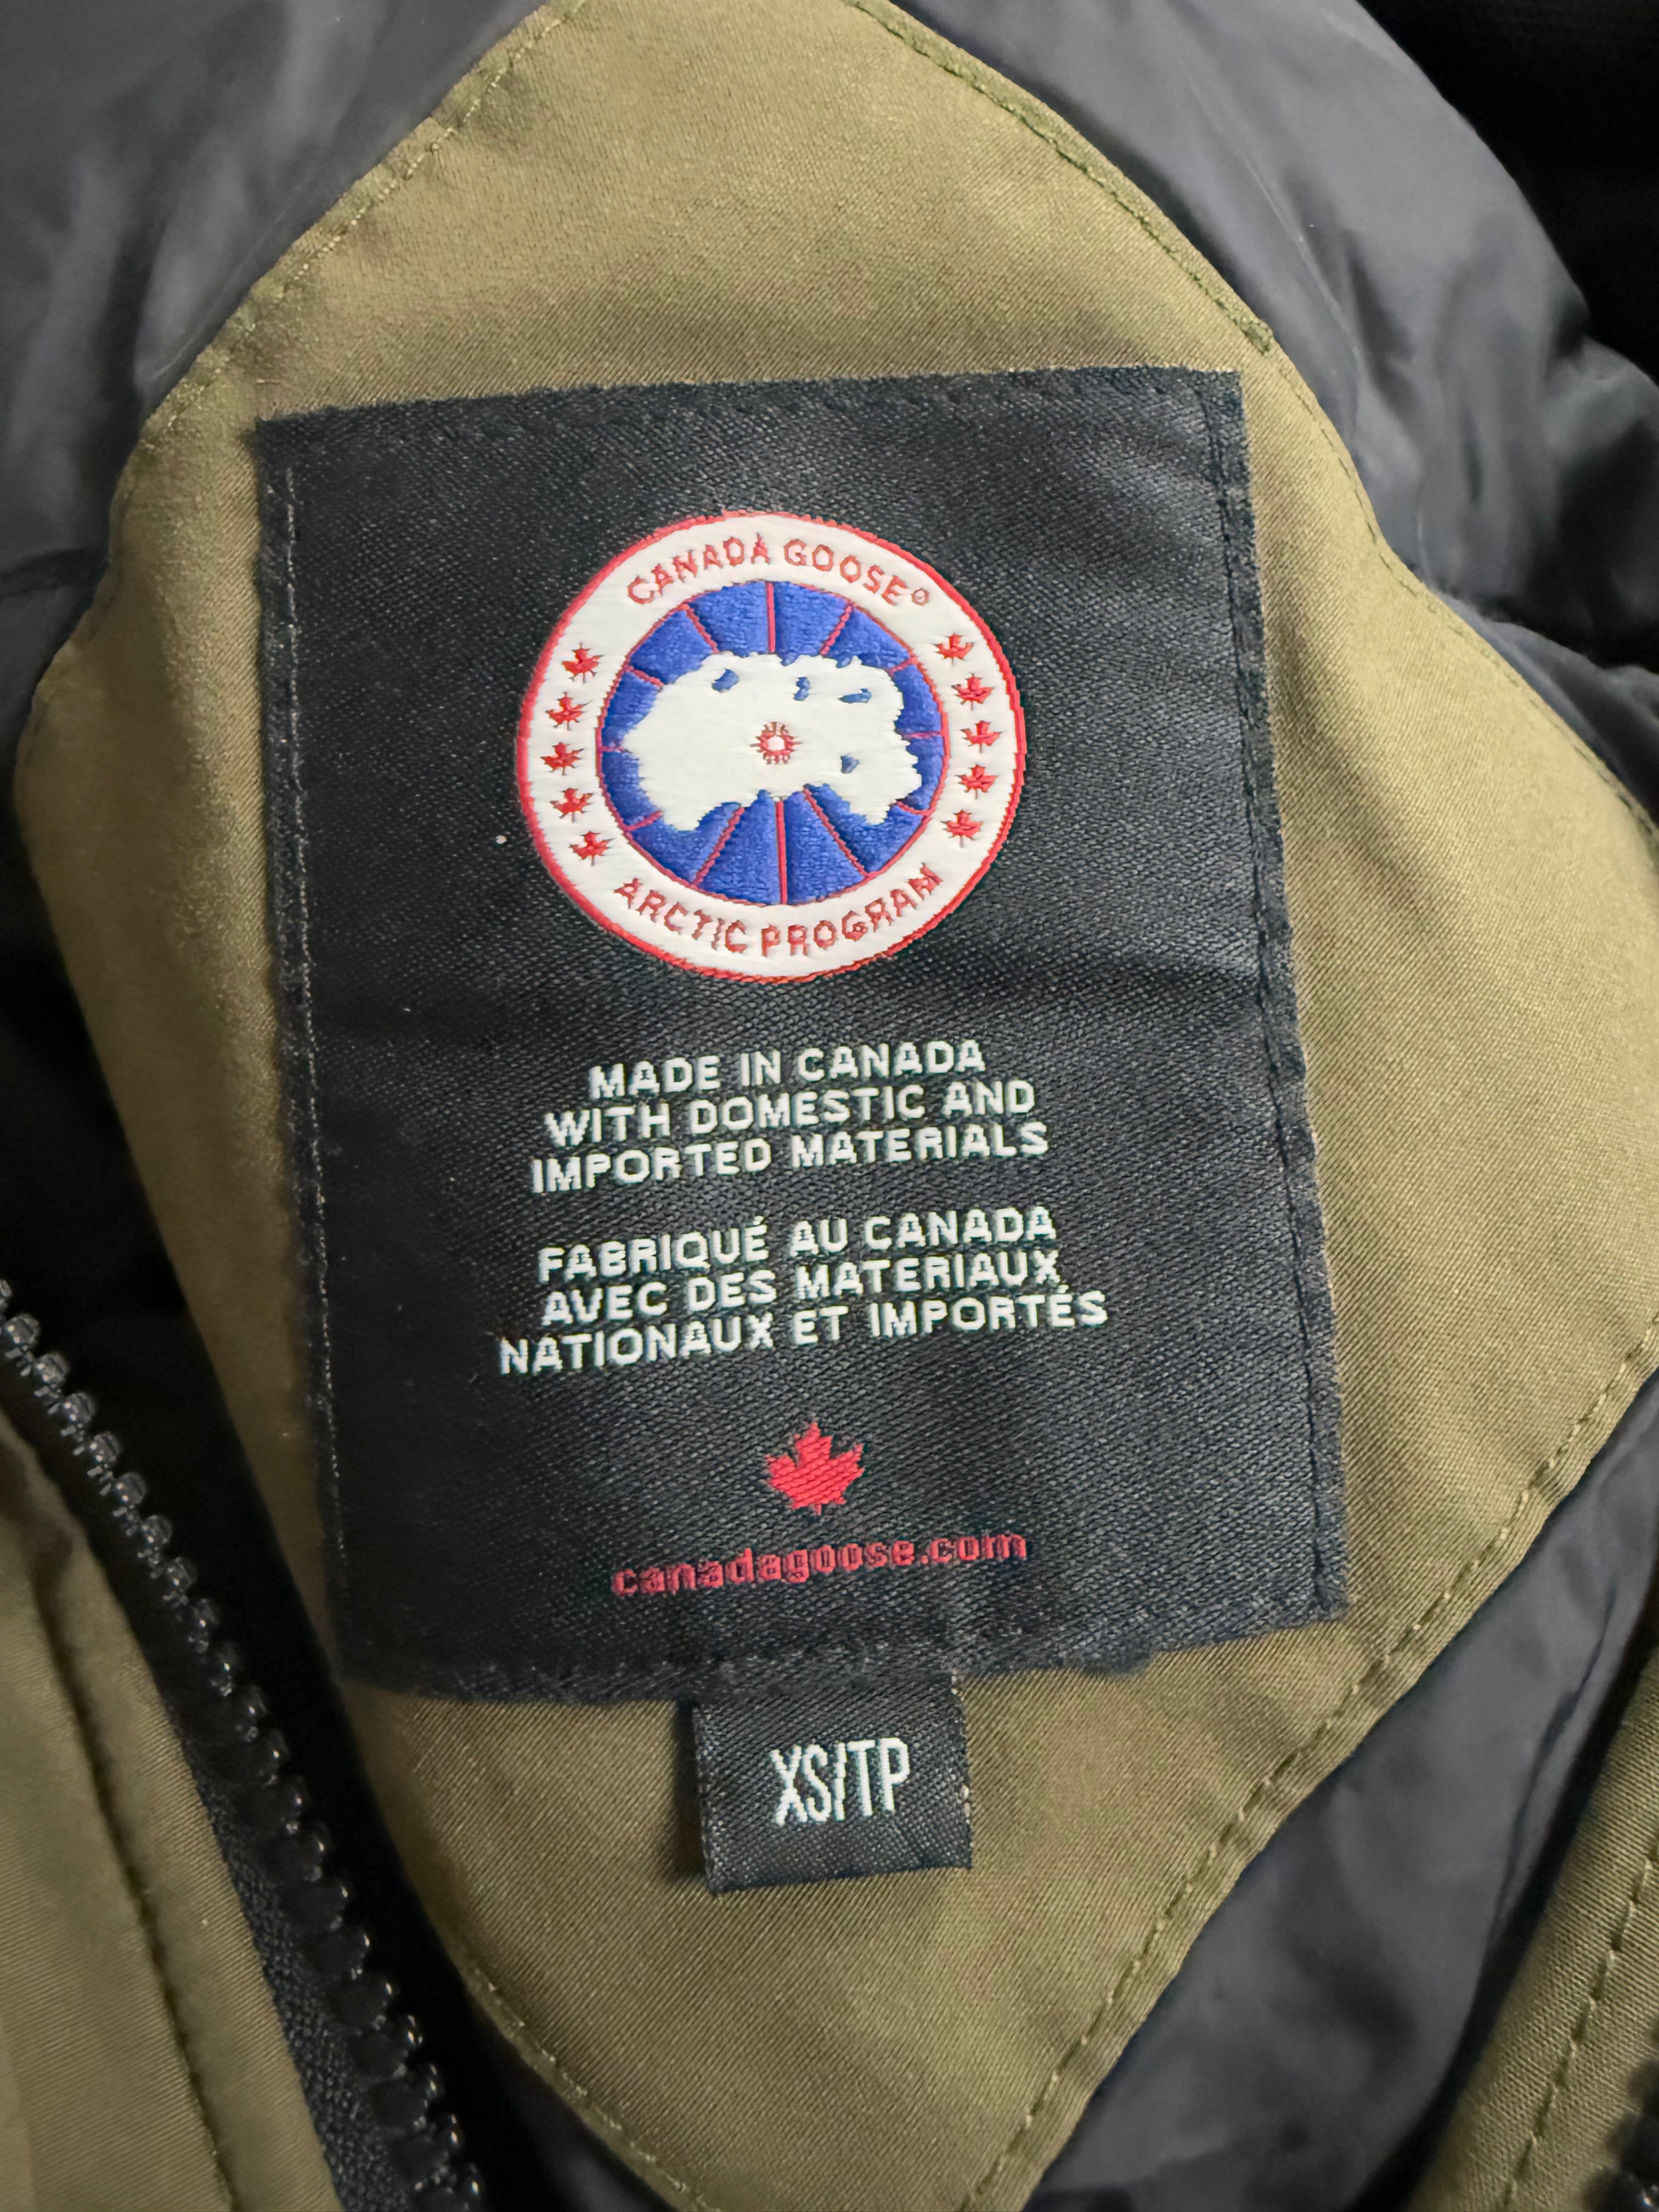 CANADA GOOSE®
ARCTIC PROGRAM
MADE IN CANADA
WITH DOMESTIC AND
IMPORTED MATERIALS
FABRIQUÉ AU CANADA
AVEC DES MATERIAUX
NATIONAUX ET IMPORTÉS
canadagoose.com
XS/TP